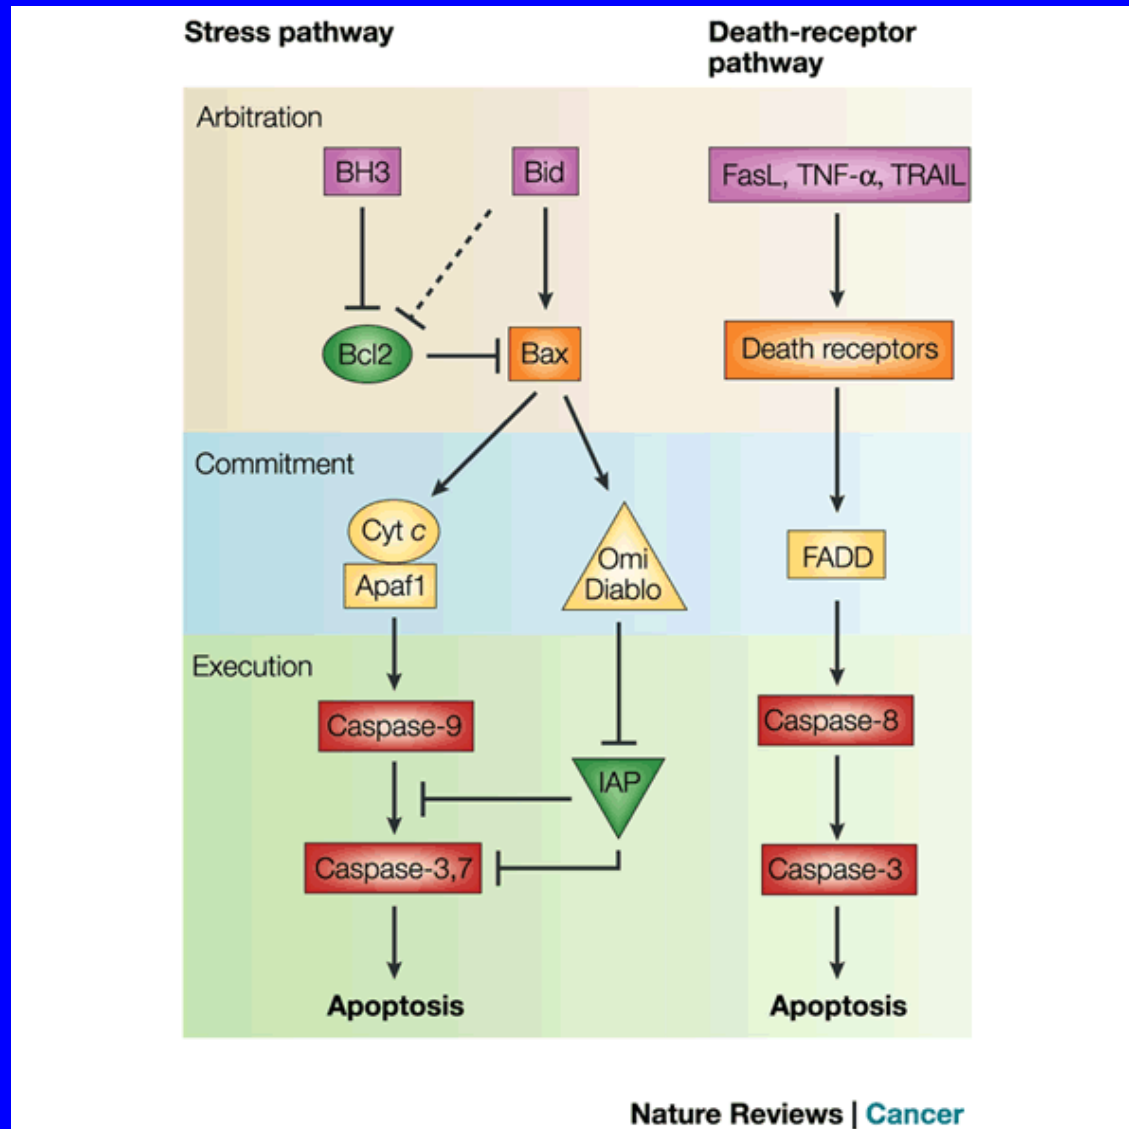 Stress pathway
Death-receptor
pathway
Arbitration
BH3
Bid
FasL, TNF-α, TRAIL
Bcl2
Bax
Death receptors
Commitment
Cyt c
Apaf1
Omi
Diablo
FADD
Execution
Caspase-9
Caspase-8
IAP
Caspase-3,7
Caspase-3
Apoptosis
Apoptosis
Nature Reviews | Cancer